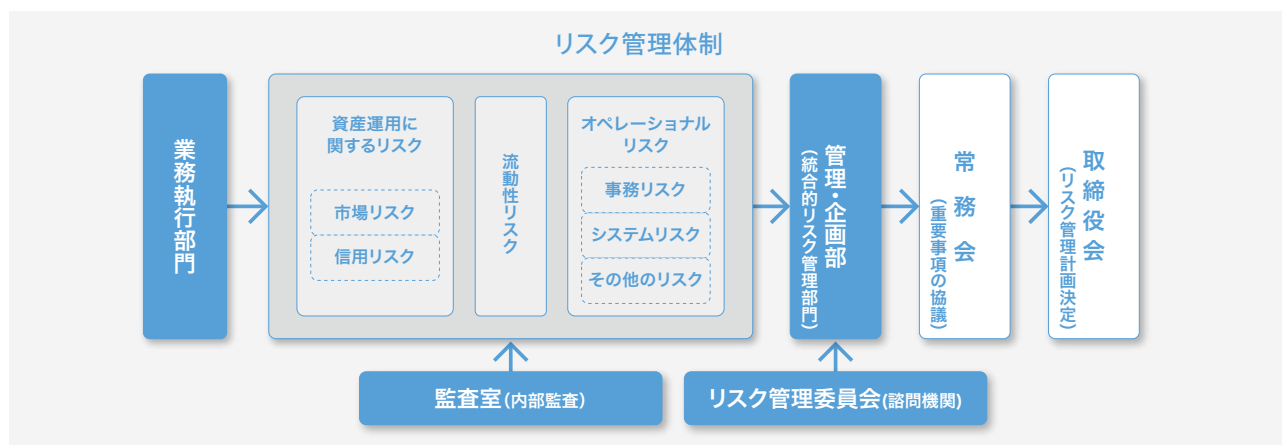 リスク管理体制
業務執行部門
資産運用に
関するリスク
市場リスク
信用リスク
流動性リスク
オペレーショナル
リスク
事務リスク
システムリスク
その他のリスク
管理・企画部
(統合的リスク管理部門)
常務会
(重要事項の協議)
取締役会
(リスク管理計画決定)
監査室(内部監査)
リスク管理委員会(諮問機関)